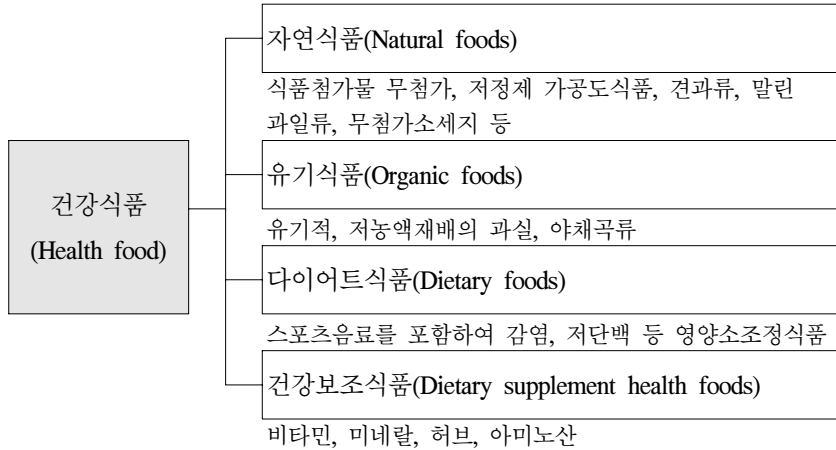 자연식품(Natural foods)
식품첨가물 무첨가, 저정제 가공도식품, 견과류, 말린
과일류, 무첨가소세지 등
건강식품
(Health food)
유기식품(Organic foods)
유기적, 저농액재배의 과실, 야채곡류
다이어트식품(Dietary foods)
스포츠음료를 포함하여 감염, 저단백 등 영양소조정식품
건강보조식품(Dietary supplement health foods)
비타민, 미네랄, 허브, 아미노산